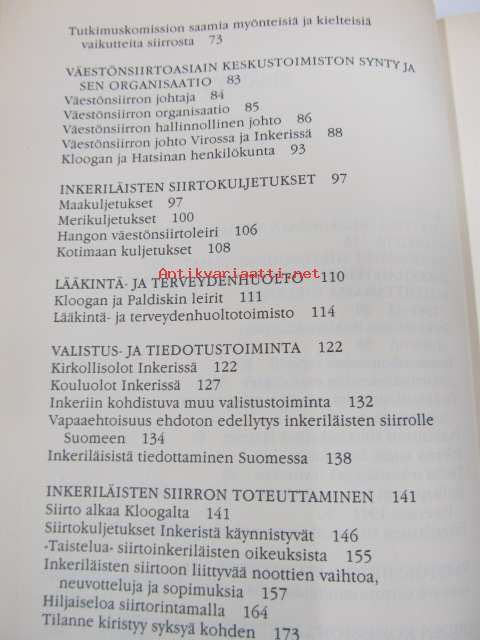 Tutkimuskomission saamia myönteisiä ja kielteisiä
vaikutteita siirrosta 73
VÄESTÖNSIIRTOASIAIN KESKUSTOIMISTON SYNTY JA
SEN ORGANISAATIO 83
Väestönsiirron johtaja 84
Väestönsiirron organisaatio 85
Väestönsiirron hallinnollinen johto 86
Väestönsiirron johto Virossa ja Inkerissä 88
Kloogan ja Hatsinan henkilökunta 93
INKERILÄISTEN SIIRTOKULJETUKSET 97
Maakuljetukset 97
Merikuljetukset 100
Hangon väestönsiirtoleiri 106
Kotimaan kuljetukset 108
Antikvariaatti.net
LÄÄKINTÄ- JA TERVEYDENHUOLTO 110
Kloogan ja Paldiskin leirit 111
Lääkintä- ja terveydenhuoltotoimisto 114
VALISTUS- JA TIEDOTUSTOIMINTA 122
Kirkollisolot Inkerissä 122
Kouluolot Inkerissä 127
Inkeriin kohdistuva muu valistustoiminta 132
Vapaaehtoisuus ehdoton edellytys inkeriläisten siirrolle
Suomeen 134
Inkeriläisistä tiedottaminen Suomessa 138
INKERILÄISTEN SIIRRON TOTEUTTAMINEN 141
Siirto alkaa Kloogalta 141
Siirtokuljetukset Inkeristä käynnistyvät 146
-Taistelua- siirtoinkeriläisten oikeuksista 155
Inkeriläisten siirtoon liittyvää noottien vaihtoa,
neuvotteluja ja sopimuksia 157
Hiljaiseloa siirtorintamalla 164
Tilanne kiristyy syksyä kohden 173